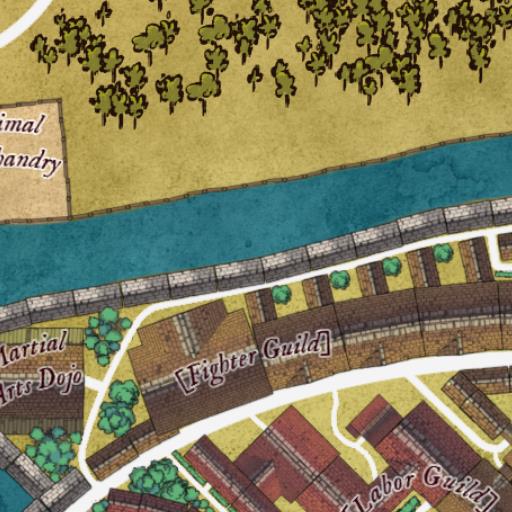 imal
bandry
Martial
Arts Dojo
[Fighter Guild]
[Labor Guild]